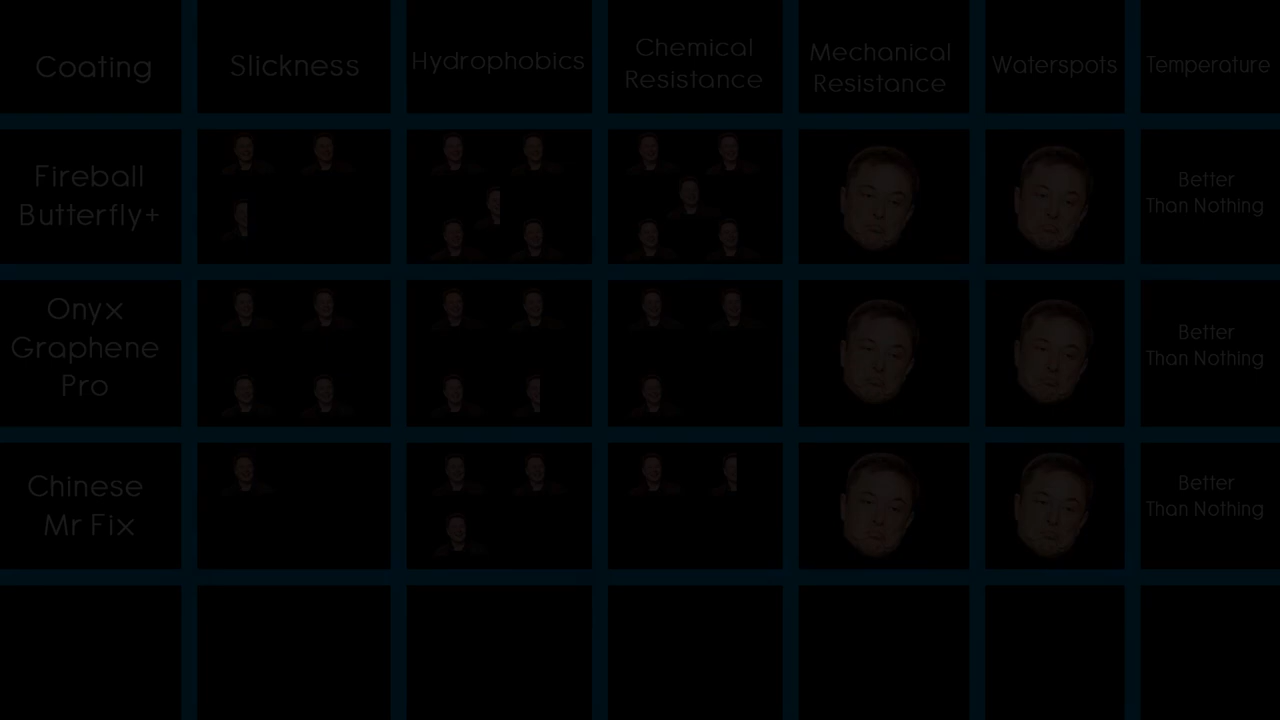 Coating
Slickness
Hydrophobics
Chemical
Resistance
Mechanical
Resistance
Waterspots
Temperature
Fireball
Butterfly+
Better
Than Nothing
Onyx
Graphene
Pro
Better
Than Nothing
Chinese
Mr Fix
Better
Than Nothing